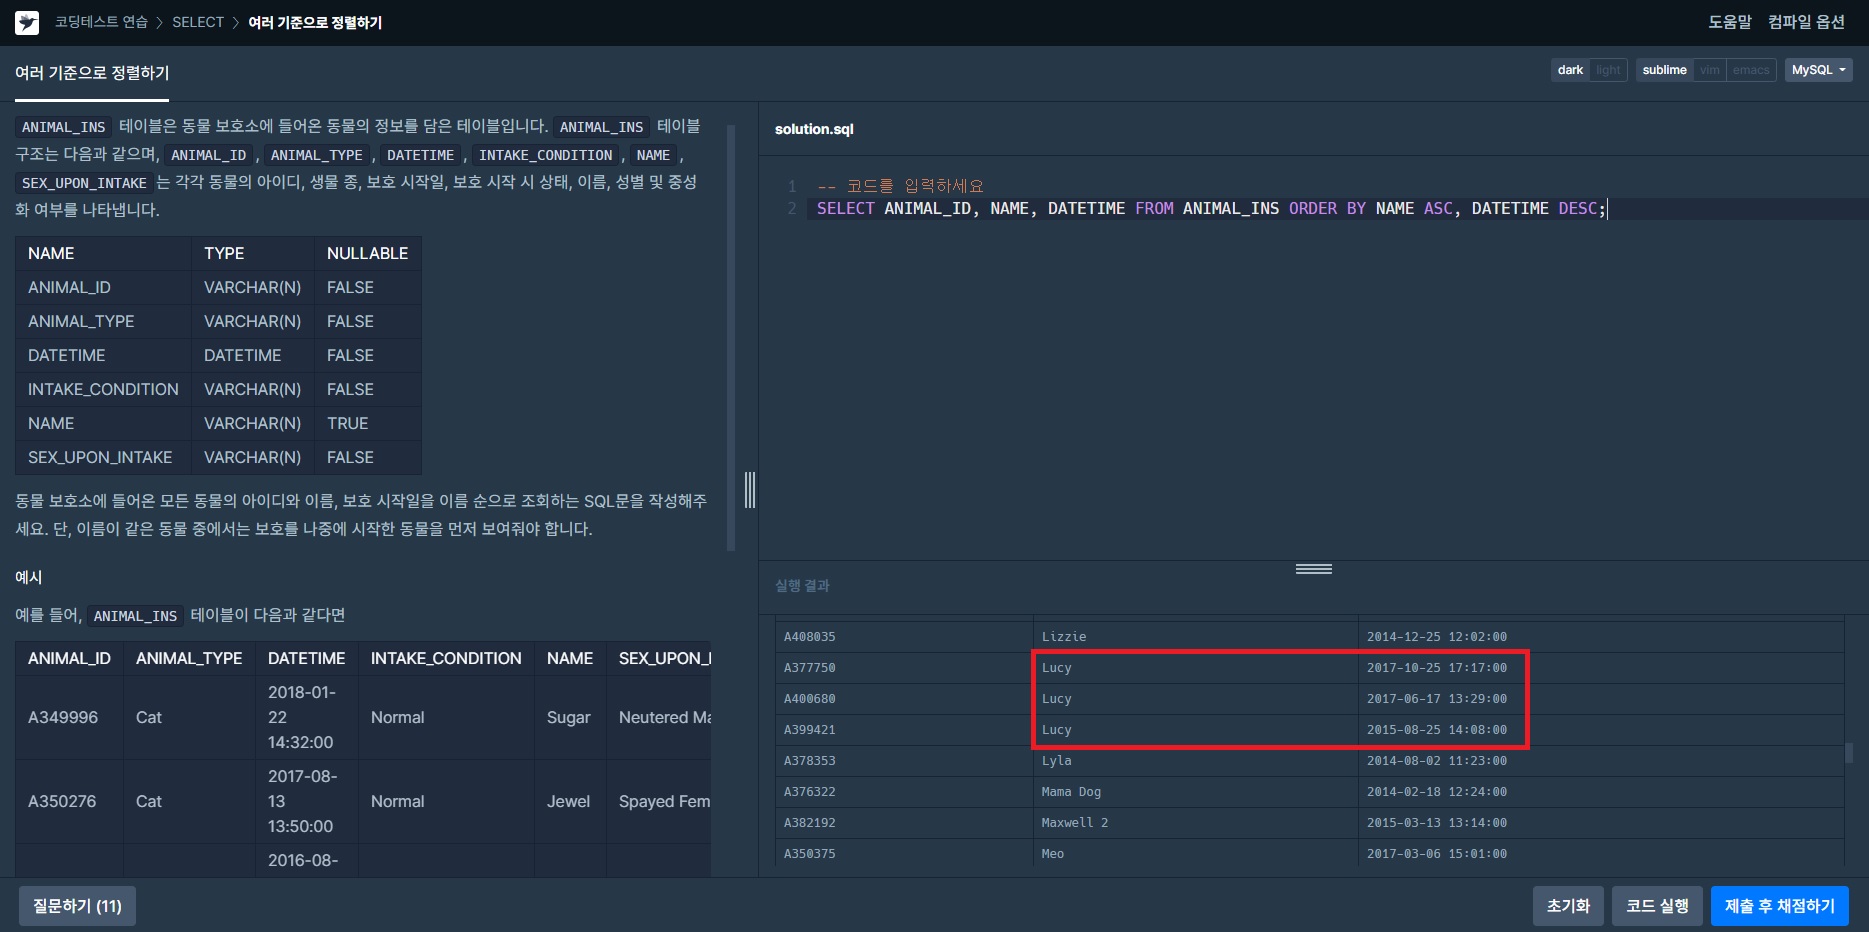 코딩테스트 연습 > SELECT > 여러 기준으로 정렬하기
도움말 컴파일 옵션
여러 기준으로 정렬하기
dark light sublime vim emacs MySQL
ANIMAL_INS 테이블은 동물 보호소에 들어온 동물의 정보를 담은 테이블입니다. ANIMAL_INS 테이블
구조는 다음과 같으며, ANIMAL_ID, ANIMAL_TYPE, DATETIME, INTAKE_CONDITION, NAME,
SEX_UPON_INTAKE 는 각각 동물의 아이디, 생물 종, 보호 시작일, 보호 시작 시 상태, 이름, 성별 및 중성
화 여부를 나타냅니다.
NAME TYPE NULLABLE
ANIMAL_ID VARCHAR(N) FALSE
ANIMAL_TYPE VARCHAR(N) FALSE
DATETIME DATETIME FALSE
INTAKE_CONDITION VARCHAR(N) FALSE
NAME VARCHAR(N) TRUE
SEX_UPON_INTAKE VARCHAR(N) FALSE
동물 보호소에 들어온 모든 동물의 아이디와 이름, 보호 시작일을 이름 순으로 조회하는 SQL문을 작성해주
세요. 단, 이름이 같은 동물 중에서는 보호를 나중에 시작한 동물을 먼저 보여줘야 합니다.
예시
예를 들어, ANIMAL_INS 테이블이 다음과 같다면
ANIMAL_ID ANIMAL_TYPE DATETIME INTAKE_CONDITION NAME SEX_UPON_I
2018-01-
22
A349996 Cat Normal Sugar Neutered Ma
14:32:00
2017-08-
13
A350276 Cat Normal Jewel Spayed Fem
13:50:00
2016-08-
solution.sql
1 -- 코드를 입력하세요
2 SELECT ANIMAL_ID, NAME, DATETIME FROM ANIMAL_INS ORDER BY NAME ASC, DATETIME DESC;
실행 결과
A408035 Lizzie 2014-12-25 12:02:00
A377750 Lucy 2017-10-25 17:17:00
A400680 Lucy 2017-06-17 13:29:00
A399421 Lucy 2015-08-25 14:08:00
A378353 Lyla 2014-08-02 11:23:00
A376322 Mama Dog 2014-02-18 12:24:00
A382192 Maxwell 2 2015-03-13 13:14:00
A350375 Meo 2017-03-06 15:01:00
질문하기 (11)
초기화 코드 실행 제출 후 채점하기